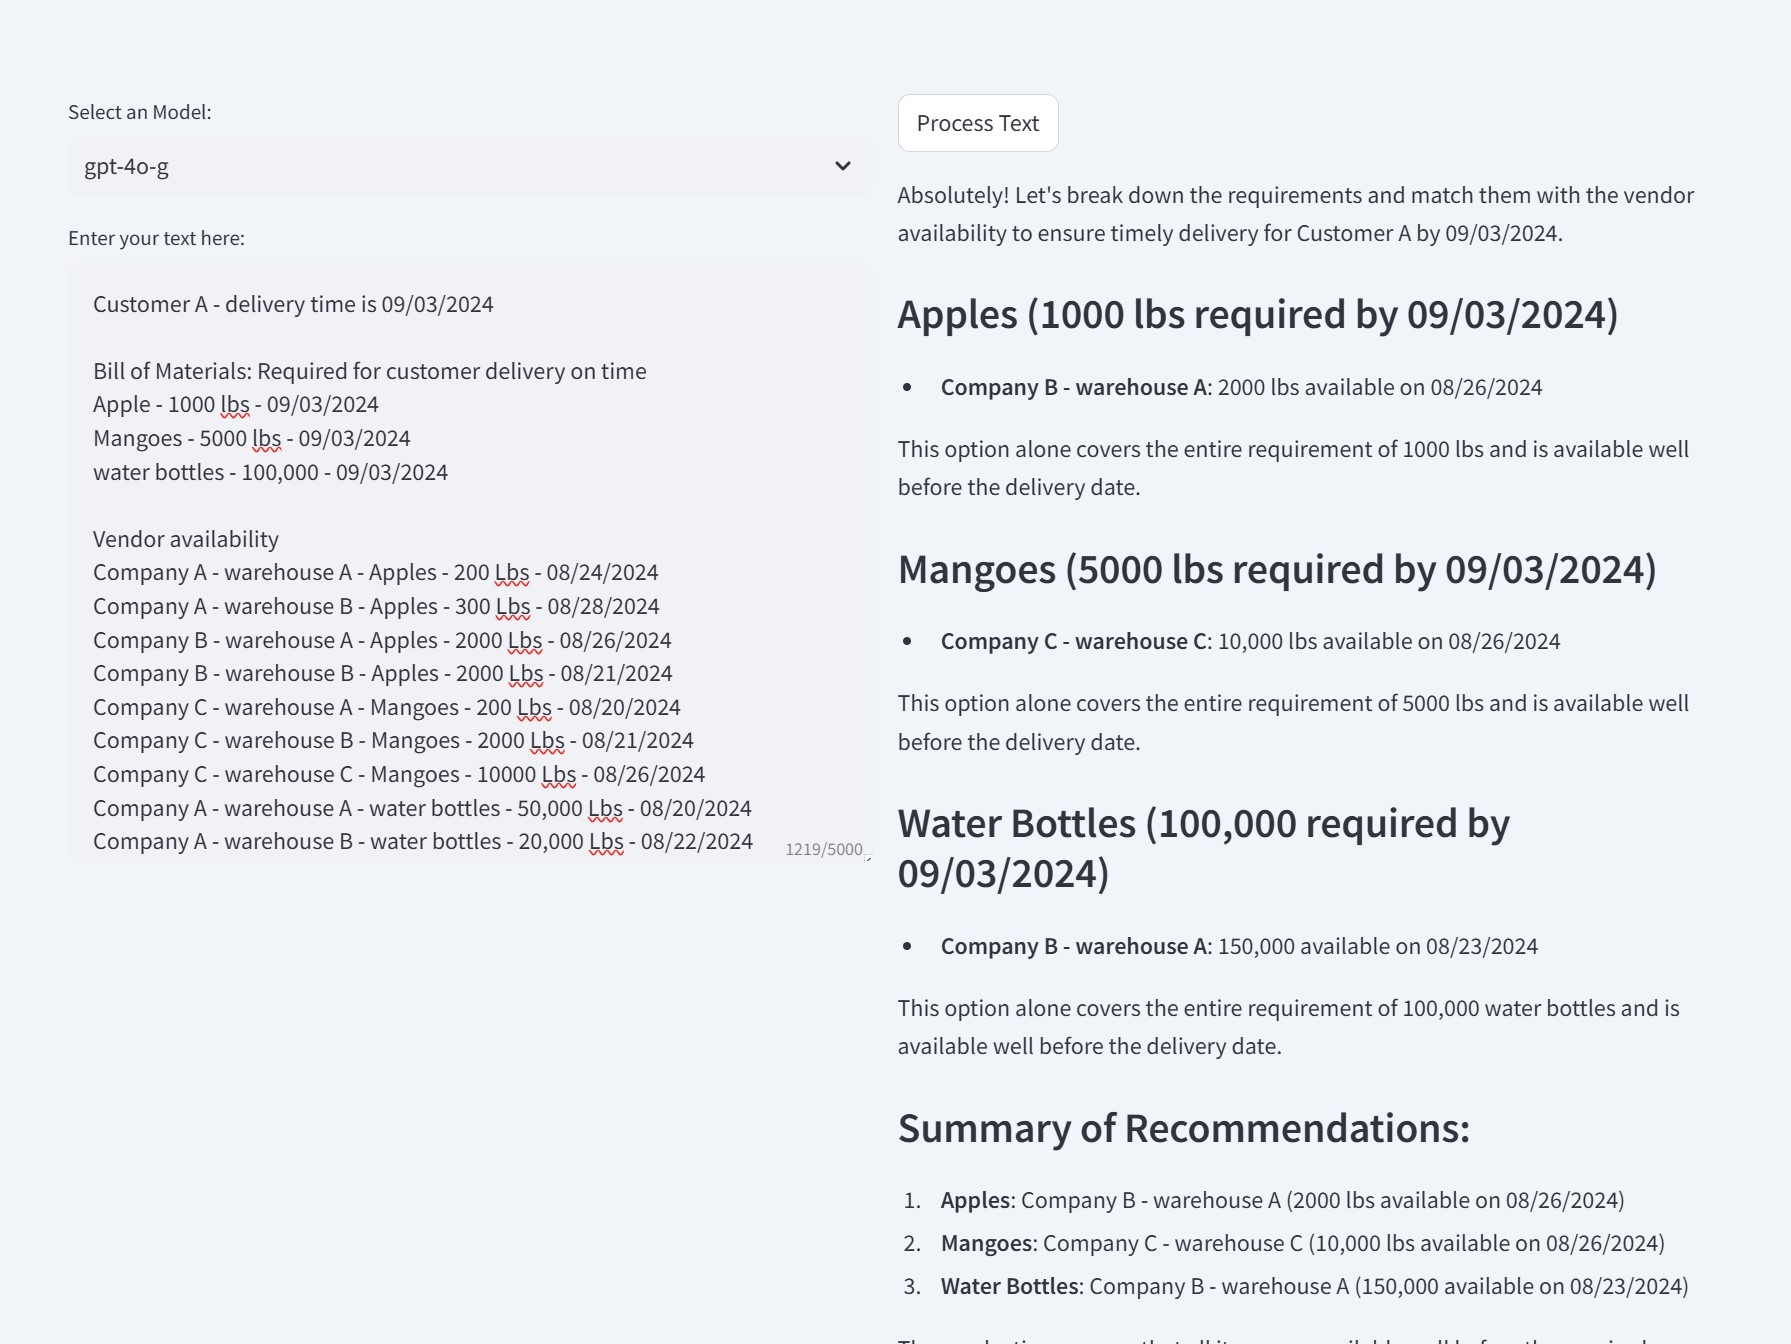 Select an Model:
gpt-4o-g
Enter your text here:
Customer A - delivery time is 09/03/2024
Bill of Materials: Required for customer delivery on time
Apple - 1000 lbs - 09/03/2024
Mangoes - 5000 lbs - 09/03/2024
water bottles - 100,000 - 09/03/2024
Vendor availability
Company A - warehouse A - Apples - 200 Lbs - 08/24/2024
Company A - warehouse B - Apples - 300 Lbs - 08/28/2024
Company B - warehouse A - Apples - 2000 Lbs - 08/26/2024
Company B - warehouse B - Apples - 2000 Lbs - 08/21/2024
Company C - warehouse A - Mangoes - 200 Lbs - 08/20/2024
Company C - warehouse B - Mangoes - 2000 Lbs - 08/21/2024
Company C - warehouse C - Mangoes - 10000 Lbs - 08/26/2024
Company A - warehouse A - water bottles - 50,000 Lbs - 08/20/2024
Company A - warehouse B - water bottles - 20,000 Lbs - 08/22/2024
1219/5000
Process Text
Absolutely! Let's break down the requirements and match them with the vendor
availability to ensure timely delivery for Customer A by 09/03/2024.
Apples (1000 lbs required by 09/03/2024)
• Company B - warehouse A: 2000 lbs available on 08/26/2024
This option alone covers the entire requirement of 1000 lbs and is available well
before the delivery date.
Mangoes (5000 lbs required by 09/03/2024)
• Company C - warehouse C: 10,000 lbs available on 08/26/2024
This option alone covers the entire requirement of 5000 lbs and is available well
before the delivery date.
Water Bottles (100,000 required by
09/03/2024)
• Company B - warehouse A: 150,000 available on 08/23/2024
This option alone covers the entire requirement of 100,000 water bottles and is
available well before the delivery date.
Summary of Recommendations:
1. Apples: Company B - warehouse A (2000 lbs available on 08/26/2024)
2. Mangoes: Company C - warehouse C (10,000 lbs available on 08/26/2024)
3. Water Bottles: Company B - warehouse A (150,000 available on 08/23/2024)